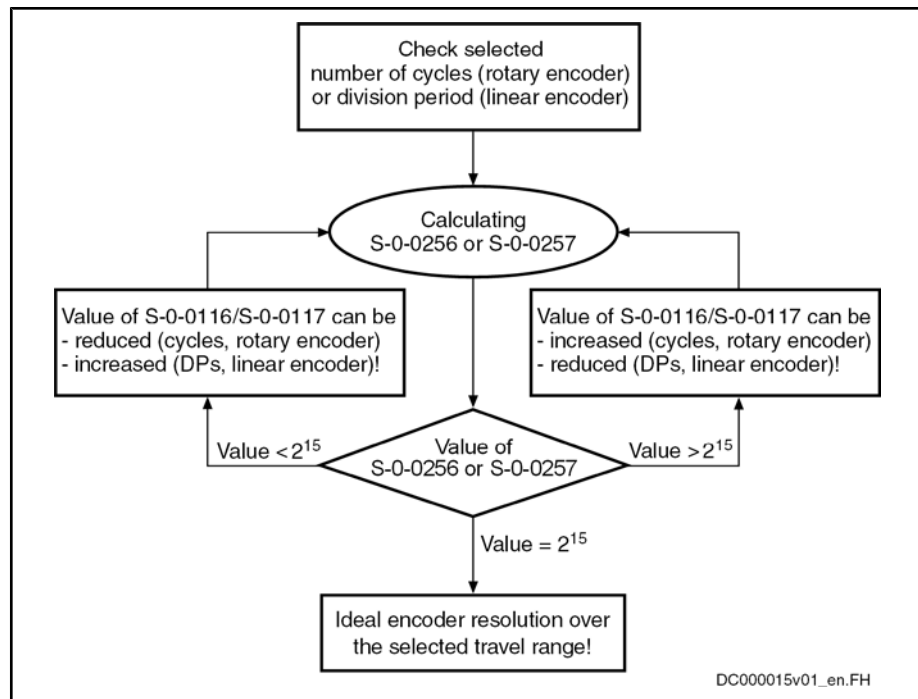 Check selected
number of cycles (rotary encoder)
or division period (linear encoder)
Calculating
S-0-0256 or S-0-0257
Value of S-0-0116/S-0-0117 can be
- reduced (cycles, rotary encoder)
- increased (DPs, linear encoder)!
Value of S-0-0116/S-0-0117 can be
- increased (cycles, rotary encoder)
- reduced (DPs, linear encoder)!
Value < 2¹⁵
Value of
S-0-0256 or S-0-0257
Value > 2¹⁵
Value = 2¹⁵
Ideal encoder resolution over
the selected travel range!
DC000015v01_en.FH